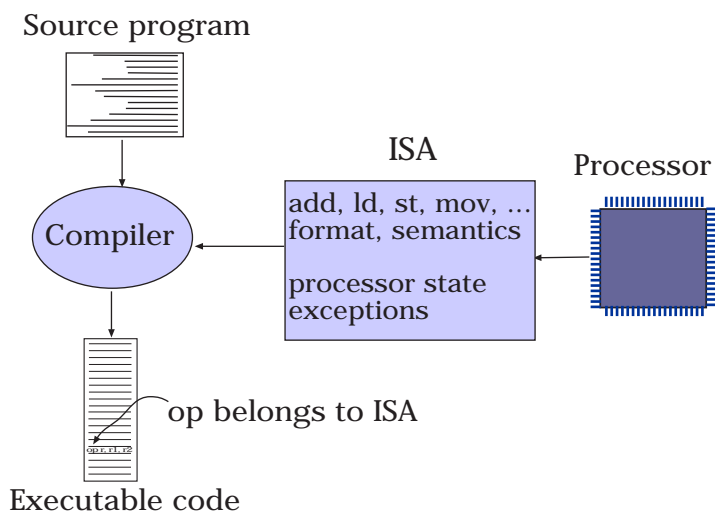 Source program
ISA
Processor
Compiler
add, ld, st, mov, ...
format, semantics
processor state
exceptions
op belongs to ISA
op r, r1, r2
Executable code